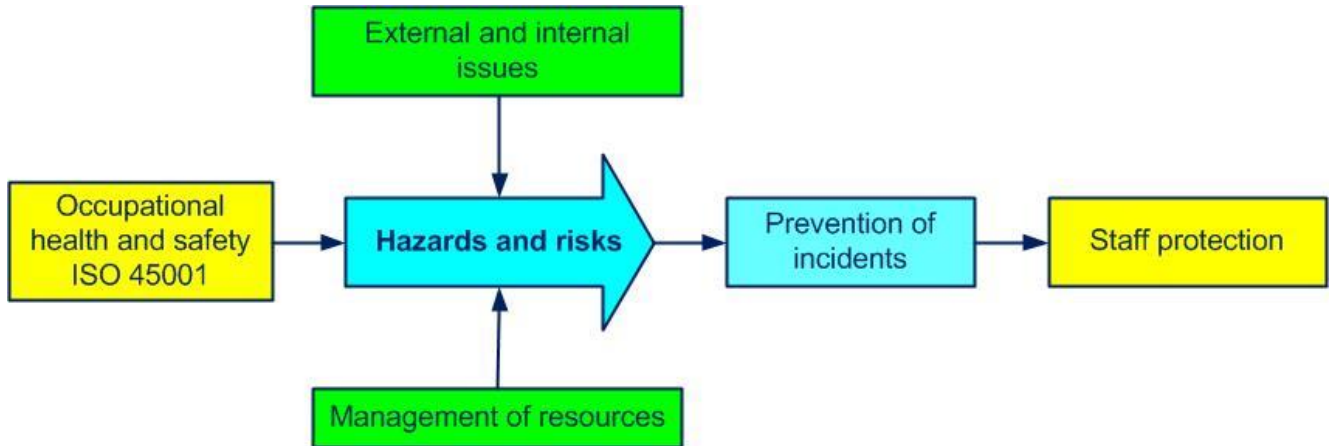 External and internal
issues
Occupational
health and safety
ISO 45001
Hazards and risks
Prevention of
incidents
Staff protection
Management of resources